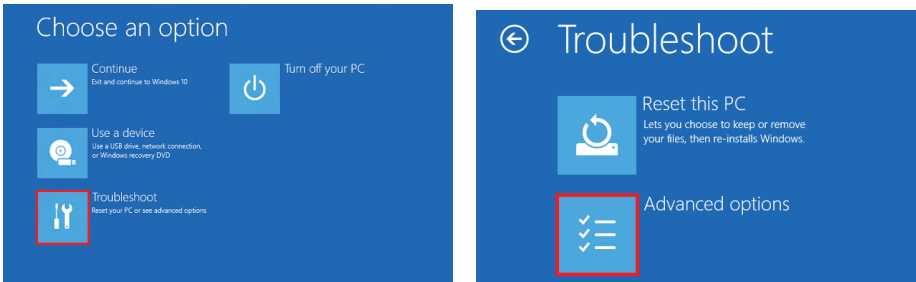 Choose an option
Continue
Exit and continue to Windows 10
Turn off your PC
Use a device
Use a USB drive, network connection,
or Windows recovery DVD
Troubleshoot
Reset your PC or see advanced options
Troubleshoot
Reset this PC
Lets you choose to keep or remove
your files, then re-installs Windows.
Advanced options